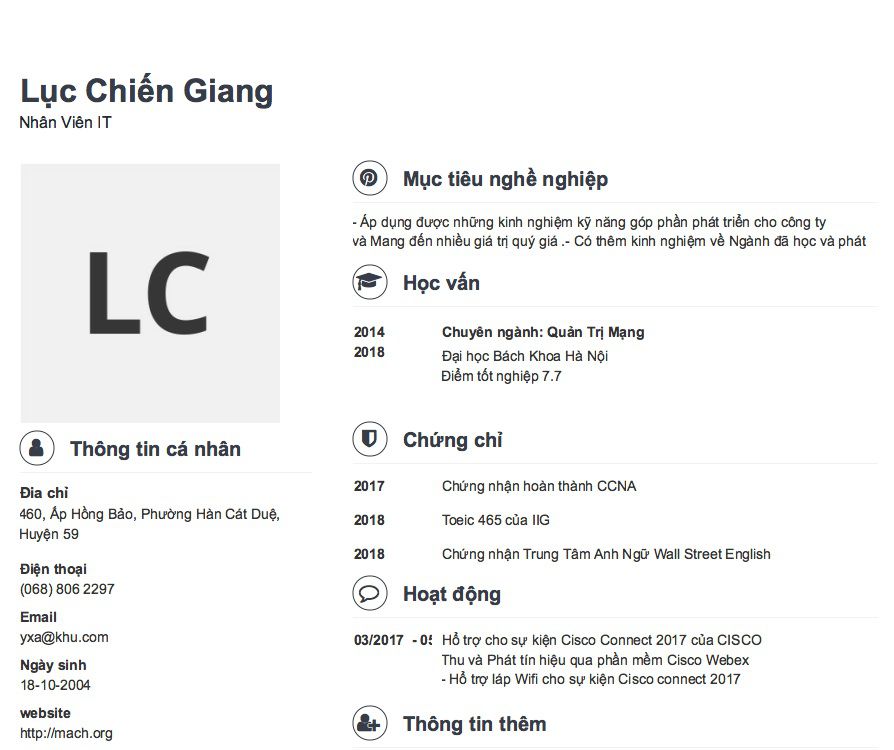 Lục Chiến Giang
Nhân Viên IT
LC
Thông tin cá nhân
Đia chỉ
460, Ấp Hồng Bảo, Phường Hàn Cát Duệ,
Huyện 59
Điện thoại
(068) 806 2297
Email
yxa@khu.com
Ngày sinh
18-10-2004
website
http://mach.org
Mục tiêu nghề nghiệp
- Áp dụng được những kinh nghiệm kỹ năng góp phần phát triển cho công ty
và Mang đến nhiều giá trị quý giá .- Có thêm kinh nghiệm về Ngành đã học và phát
Học vấn
2014 Chuyên ngành: Quản Trị Mạng
2018 Đại học Bách Khoa Hà Nội
Điểm tốt nghiệp 7.7
Chứng chỉ
2017 Chứng nhận hoàn thành CCNA
2018 Toeic 465 của IIG
2018 Chứng nhận Trung Tâm Anh Ngữ Wall Street English
Hoạt động
03/2017 - 05 Hổ trợ cho sự kiện Cisco Connect 2017 của CISCO
Thu và Phát tín hiệu qua phần mềm Cisco Webex
- Hổ trợ láp Wifi cho sự kiện Cisco connect 2017
Thông tin thêm